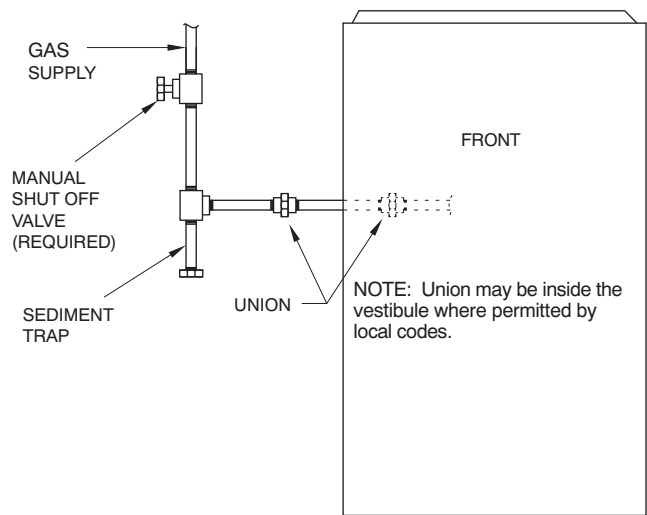 GAS
SUPPLY
FRONT
MANUAL
SHUT OFF
VALVE
(REQUIRED)
SEDIMENT
TRAP
UNION
NOTE: Union may be inside the
vestibule where permitted by
local codes.